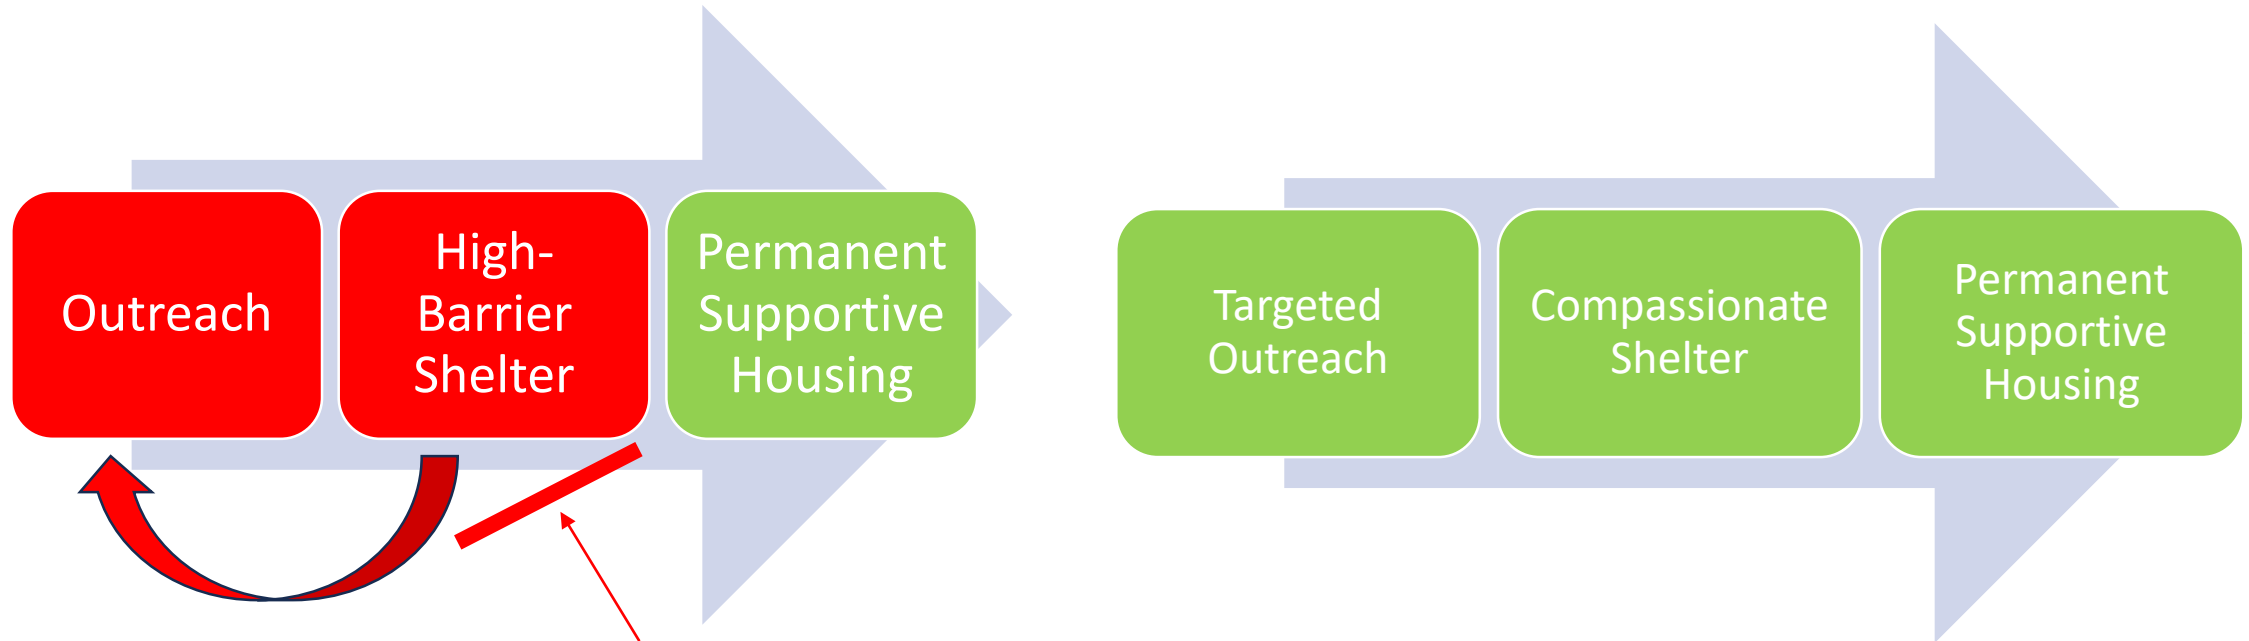 Outreach
High-
Barrier
Shelter
Permanent
Supportive
Housing
Targeted
Outreach
Compassionate
Shelter
Permanent
Supportive
Housing